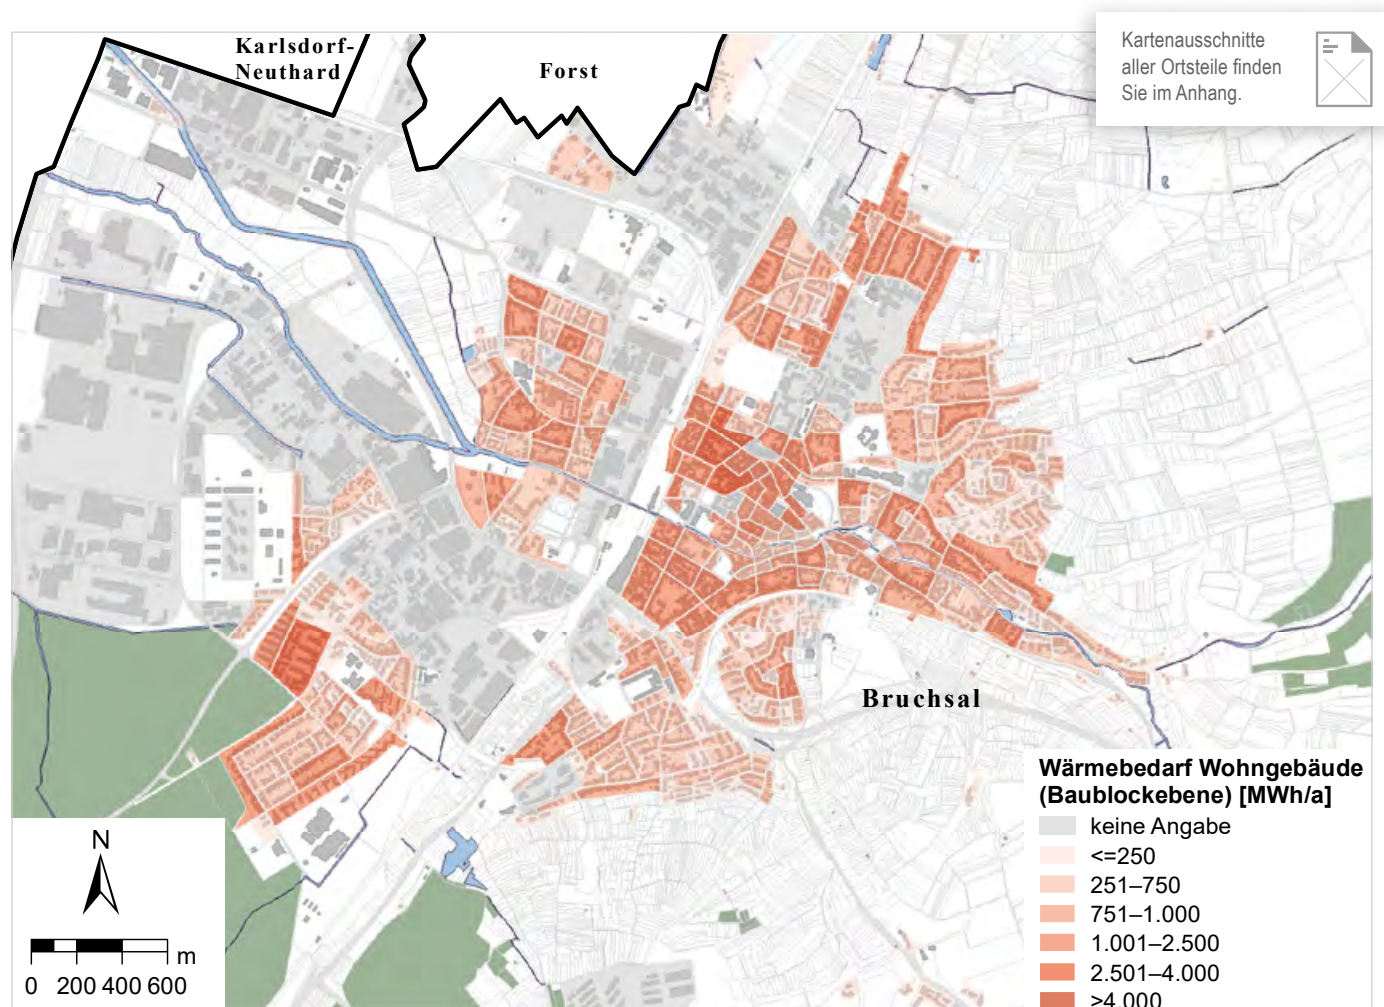 Karlsdorf-
Neuthard
Forst
Kartenausschnitte
aller Ortsteile finden
Sie im Anhang.
Bruchsal
Wärmebedarf Wohngebäude
(Baublockebene) [MWh/a]
keine Angabe
<=250
251–750
751–1.000
1.001–2.500
2.501–4.000
>4.000
N
m
0 200 400 600